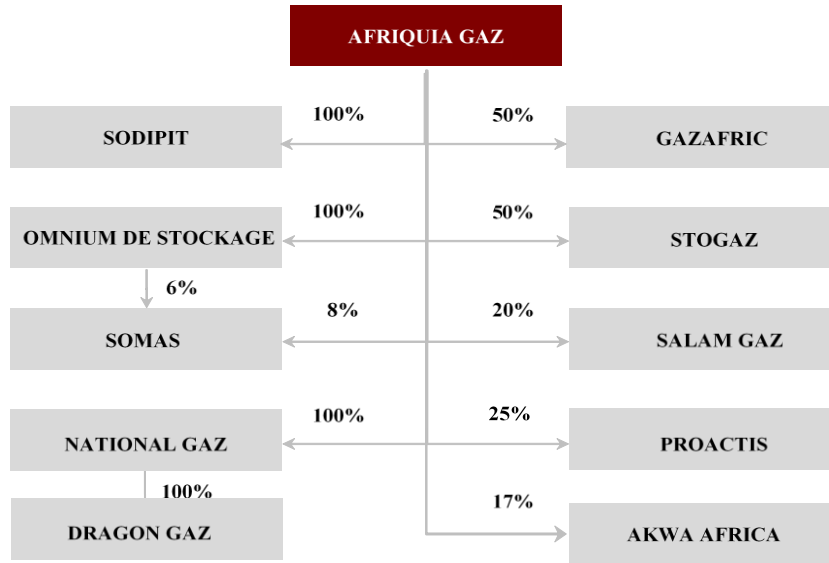 AFRIQUIA GAZ
100%
50%
SODIPIT
GAZAFRIC
100%
50%
OMNIUM DE STOCKAGE
STOGAZ
6%
8%
20%
SOMAS
SALAM GAZ
100%
25%
NATIONAL GAZ
PROACTIS
100%
17%
DRAGON GAZ
AKWA AFRICA